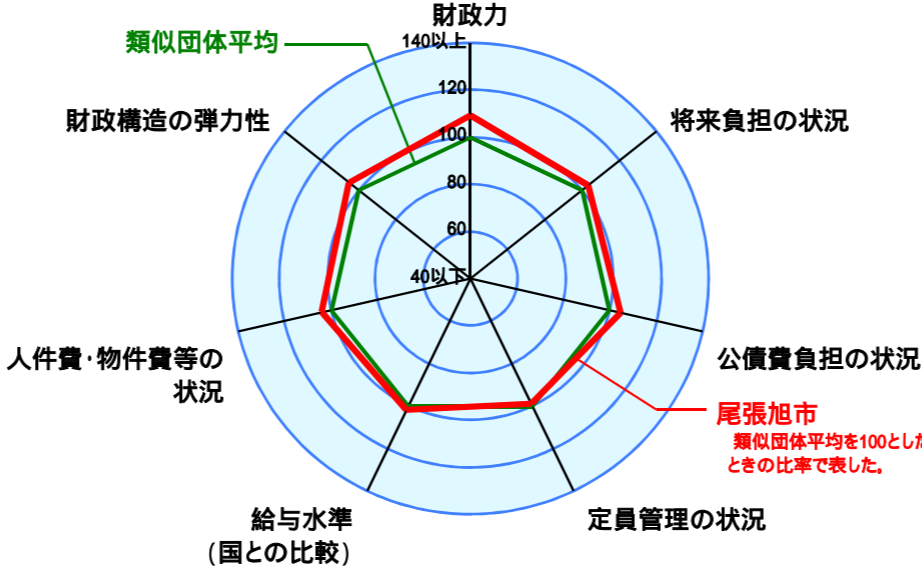 財政力
類似団体平均
140以上
120
財政構造の弾力性
将来負担の状況
100
80
60
40以下
人件費・物件費等の
状況
公債費負担の状況
尾張旭市
類似団体平均を100とした
ときの比率で表した。
給与水準
(国との比較)
定員管理の状況